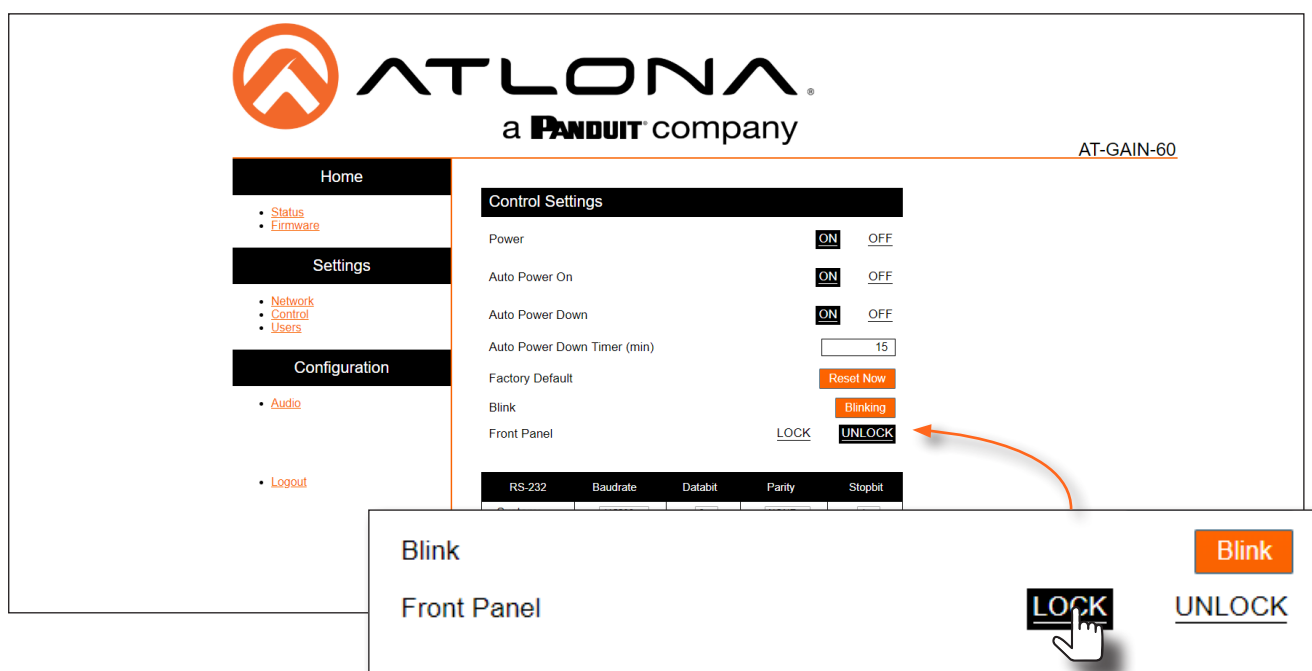 ATLONA®
a PANDUIT® company
AT-GAIN-60
Home
• Status
• Firmware
Settings
• Network
• Control
• Users
Configuration
• Audio
• Logout
Control Settings
Power ON OFF
Auto Power On ON OFF
Auto Power Down ON OFF
Auto Power Down Timer (min) 15
Factory Default Reset Now
Blink Blinking
Front Panel LOCK UNLOCK
RS-232 Baudrate Databit Parity Stopbit
Blink Blink
Front Panel LOCK UNLOCK